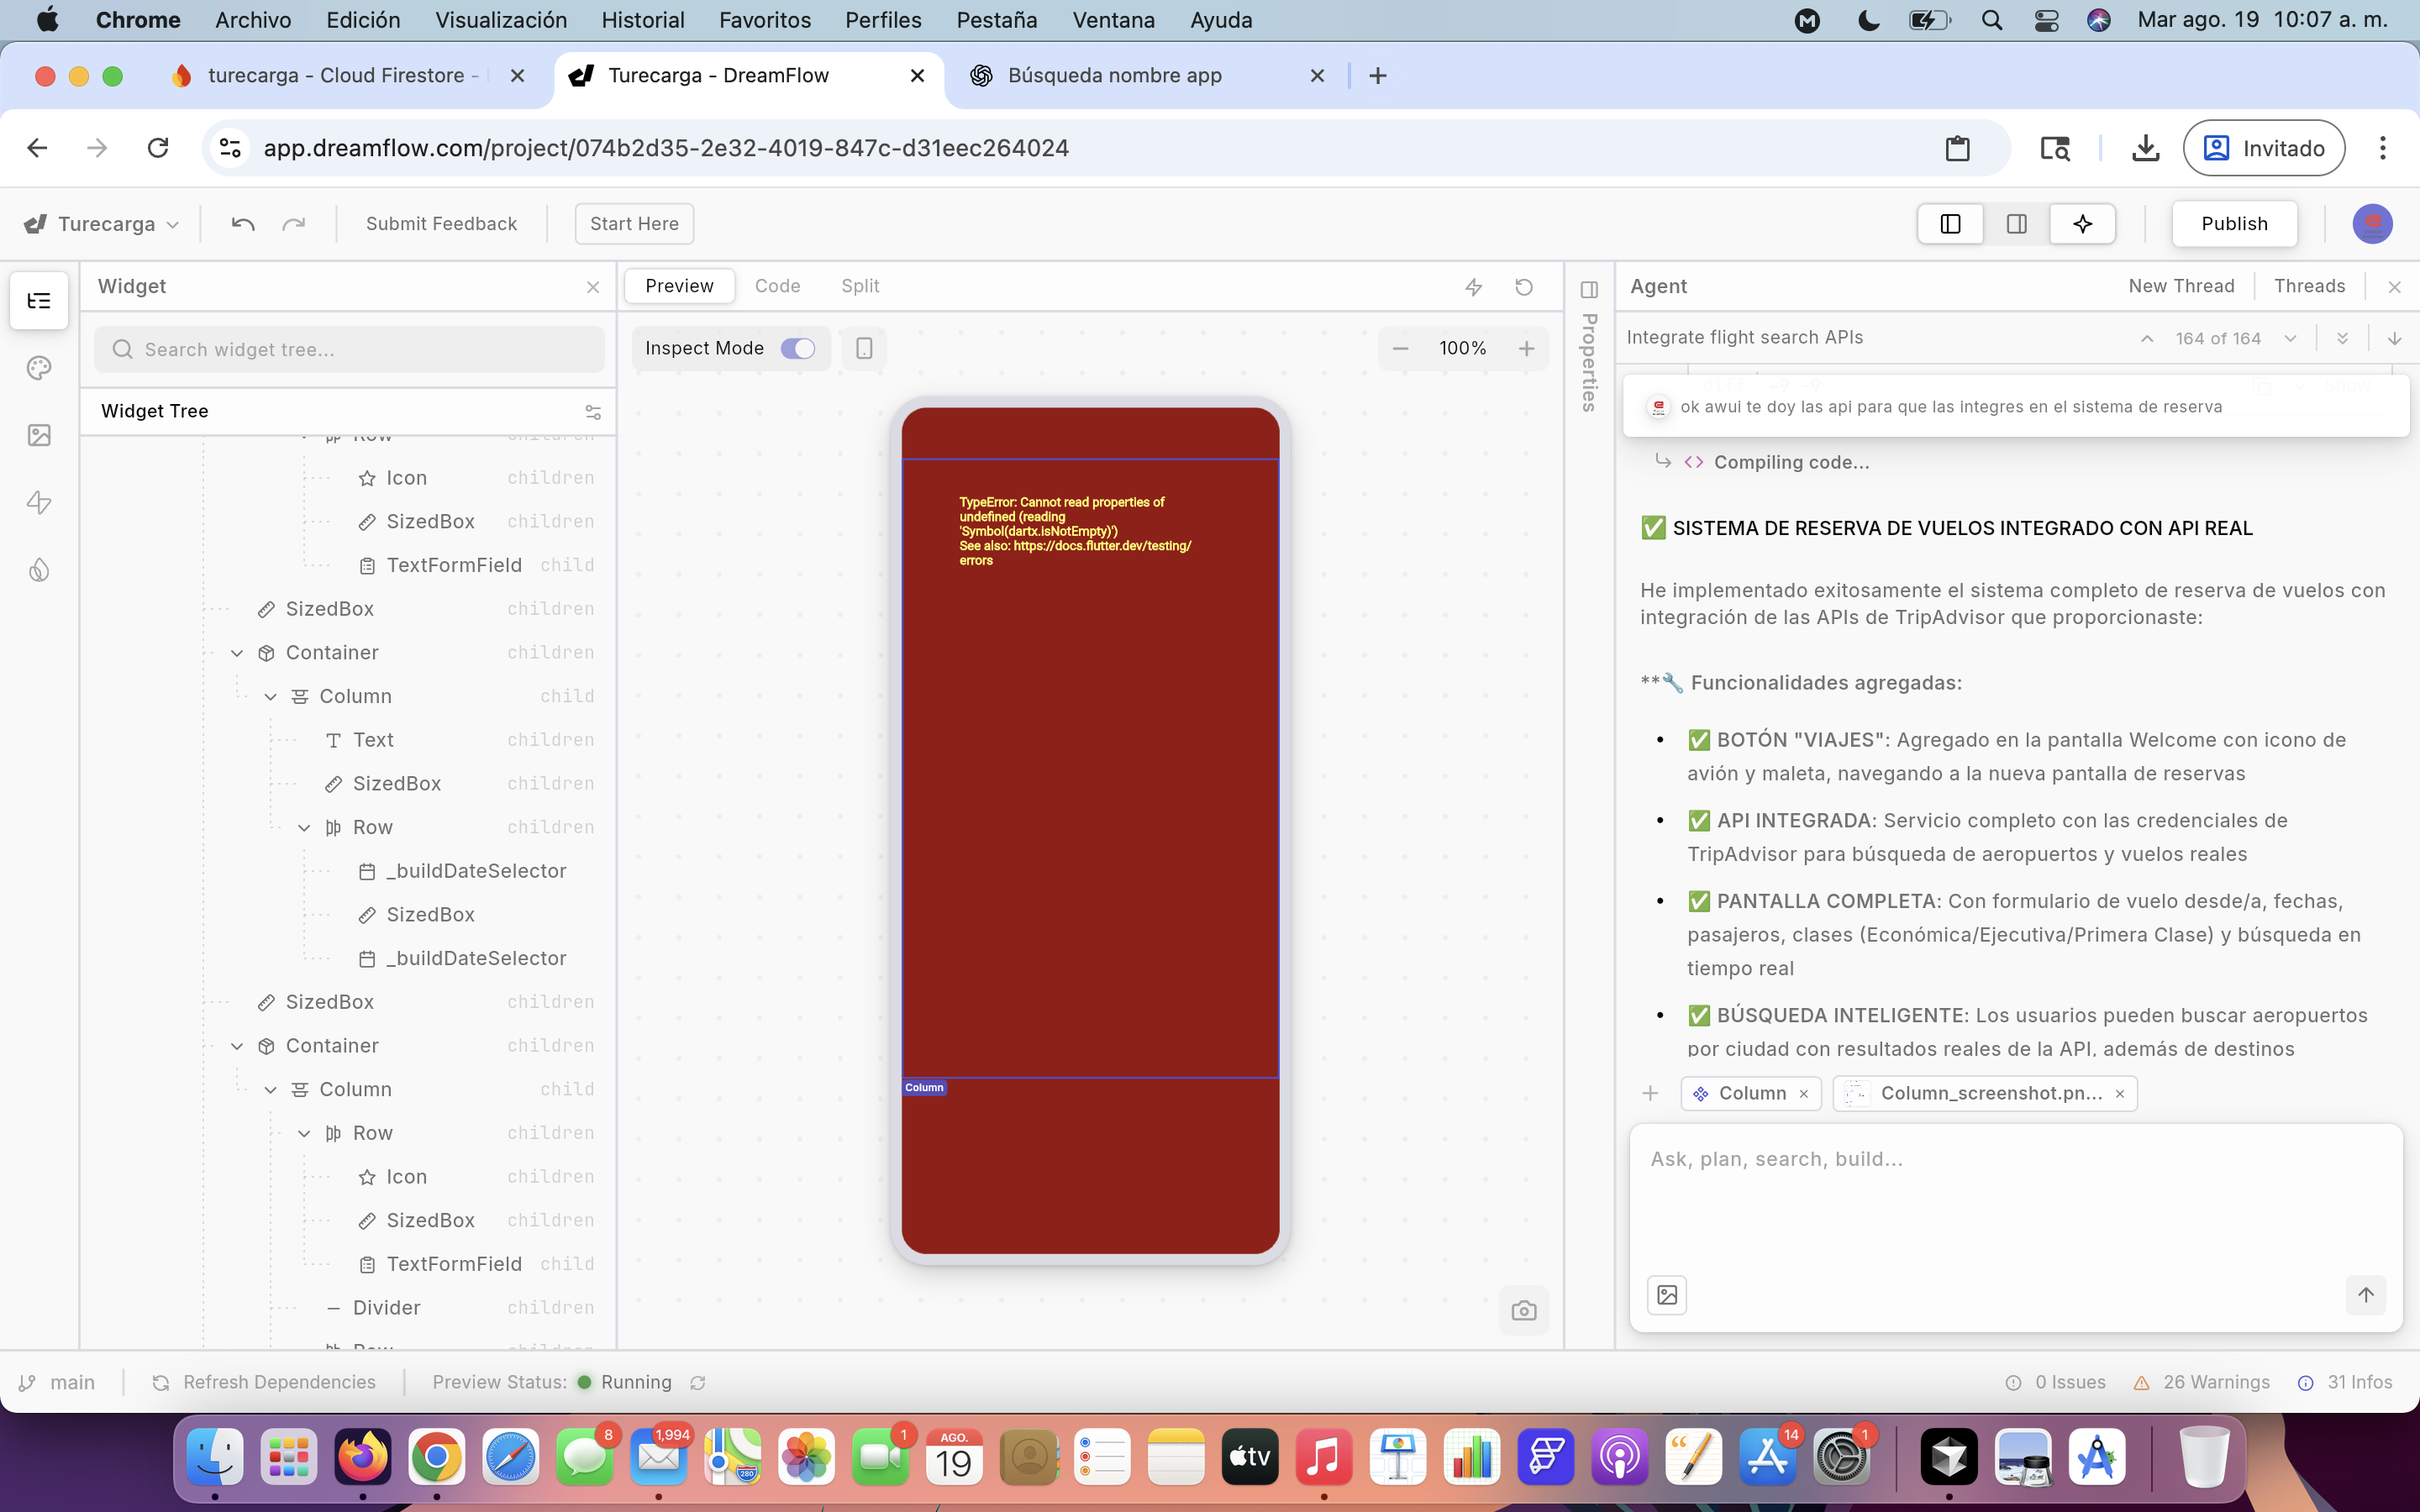 Chrome Archivo Edición Visualización Historial Favoritos Perfiles Pestaña Ventana Ayuda
Mar ago. 19 10:07 a. m.
turecarga - Cloud Firestore -
Turecarga - DreamFlow
Búsqueda nombre app
app.dreamflow.com/project/074b2d35-2e32-4019-847c-d31eec264024
Invitado
Turecarga
Submit Feedback
Start Here
Publish
Widget
Search widget tree...
Widget Tree
Row children
Icon children
SizedBox children
TextFormField child
SizedBox children
Container children
Column child
Text children
SizedBox children
Row children
_buildDateSelector
SizedBox
_buildDateSelector
SizedBox children
Container children
Column child
Row children
Icon children
SizedBox children
TextFormField child
Divider children
Preview Code Split
Inspect Mode
100%
TypeError: Cannot read properties of
undefined (reading
'Symbol(dartx.isNotEmpty)')
See also: https://docs.flutter.dev/testing/
errors
Column
Properties
Agent
New Thread
Threads
Integrate flight search APIs
164 of 164
ok awui te doy las api para que las integres en el sistema de reserva
Compiling code...
✅ SISTEMA DE RESERVA DE VUELOS INTEGRADO CON API REAL
He implementado exitosamente el sistema completo de reserva de vuelos con
integración de las APIs de TripAdvisor que proporcionaste:
**🔧 Funcionalidades agregadas:
• ✅ BOTÓN "VIAJES": Agregado en la pantalla Welcome con icono de
avión y maleta, navegando a la nueva pantalla de reservas
• ✅ API INTEGRADA: Servicio completo con las credenciales de
TripAdvisor para búsqueda de aeropuertos y vuelos reales
• ✅ PANTALLA COMPLETA: Con formulario de vuelo desde/a, fechas,
pasajeros, clases (Económica/Ejecutiva/Primera Clase) y búsqueda en
tiempo real
• ✅ BÚSQUEDA INTELIGENTE: Los usuarios pueden buscar aeropuertos
por ciudad con resultados reales de la API, además de destinos
Column
Column_screenshot.pn...
Ask, plan, search, build...
main
Refresh Dependencies
Preview Status: Running
0 Issues
26 Warnings
31 Infos
8
1,994
280
1
AGO.
19
tv
14
1